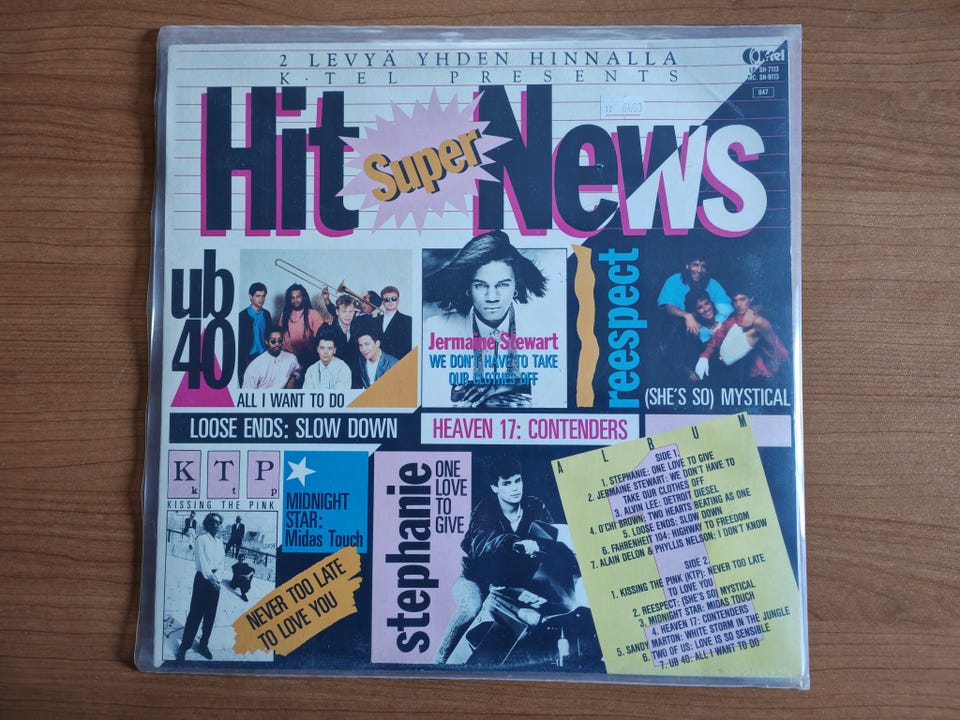 2 LEVYÄ YHDEN HINNALLA
K·TEL PRESENTS
K-tel
SH-7113
MC: SH-9113
047
Hit Super News
ub
40
ALL I WANT TO DO
Jermaine Stewart
WE DON'T HAVE TO TAKE
OUR CLOTHES OFF
reespect
(SHE'S SO) MYSTICAL
LOOSE ENDS: SLOW DOWN
HEAVEN 17: CONTENDERS
K T P
k t p
KISSING THE PINK
MIDNIGHT
STAR:
Midas Touch
NEVER TOO LATE
TO LOVE YOU
stephanie
ONE
LOVE
TO
GIVE
ALBUM
1
SIDE 1.
1. STEPHANIE: ONE LOVE TO GIVE
2. JERMAINE STEWART: WE DON'T HAVE TO
TAKE OUR CLOTHES OFF
3. ALVIN LEE: DETROIT DIESEL
4. O'CHI BROWN: TWO HEARTS BEATING AS ONE
5. LOOSE ENDS: SLOW DOWN
6. FAHRENHEIT 104: HIGHWAY TO FREEDOM
7. ALAIN DELON & PHYLLIS NELSON: I DON'T KNOW
SIDE 2.
1. KISSING THE PINK (KTP): NEVER TOO LATE
TO LOVE YOU
2. REESPECT: (SHE'S SO) MYSTICAL
3. MIDNIGHT STAR: MIDAS TOUCH
4. HEAVEN 17: CONTENDERS
5. SANDY MARTON: WHITE STORM IN THE JUNGLE
6. TWO OF US: LOVE IS SO SENSIBLE
7. UB 40: ALL I WANT TO DO